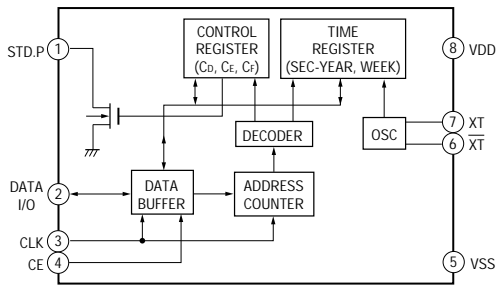 CONTROL
REGISTER
(CD, CE, CF)
TIME
REGISTER
(SEC-YEAR, WEEK)
STD.P 1
8 VDD
7 XT
6 X̅T̅
OSC
DECODER
DATA
I/O
2
DATA
BUFFER
ADDRESS
COUNTER
CLK 3
CE 4
5 VSS